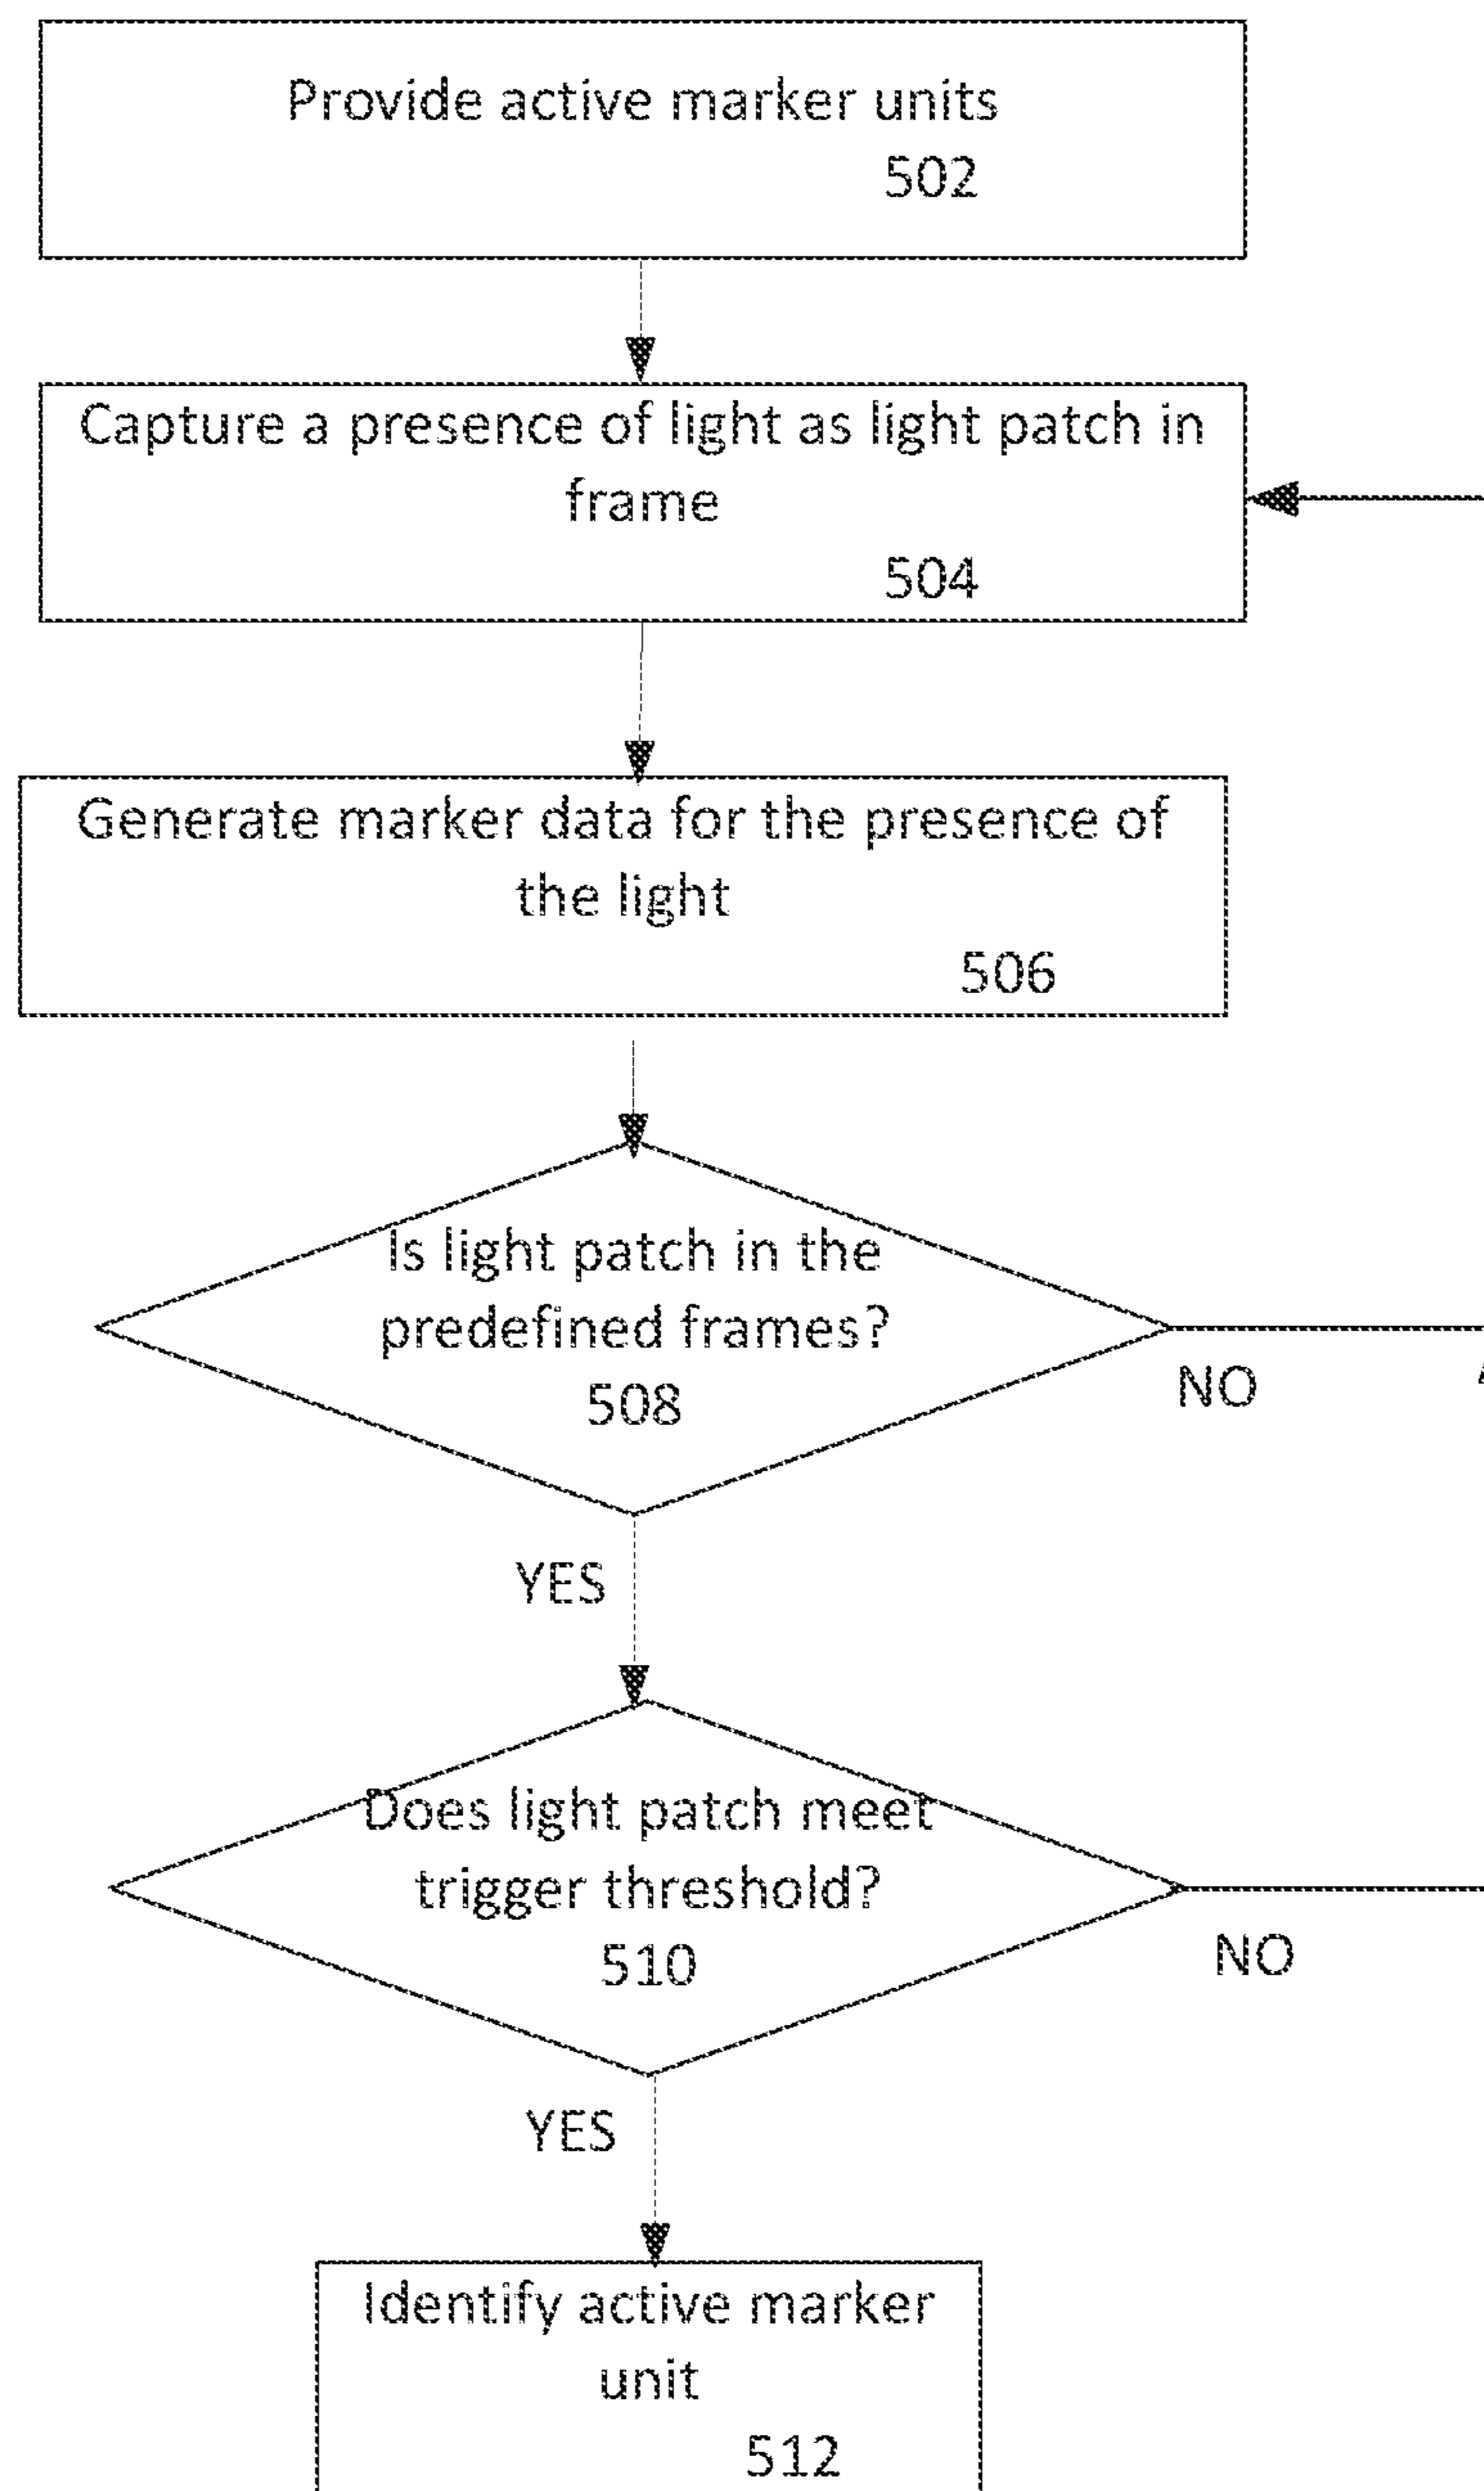 Provide active marker units
502
Capture a presence of light as light patch in
frame
504
Generate marker data for the presence of
the light
506
Is light patch in the
predefined frames?
508
NO
YES
Does light patch meet
trigger threshold?
510
NO
YES
Identify active marker
unit
512